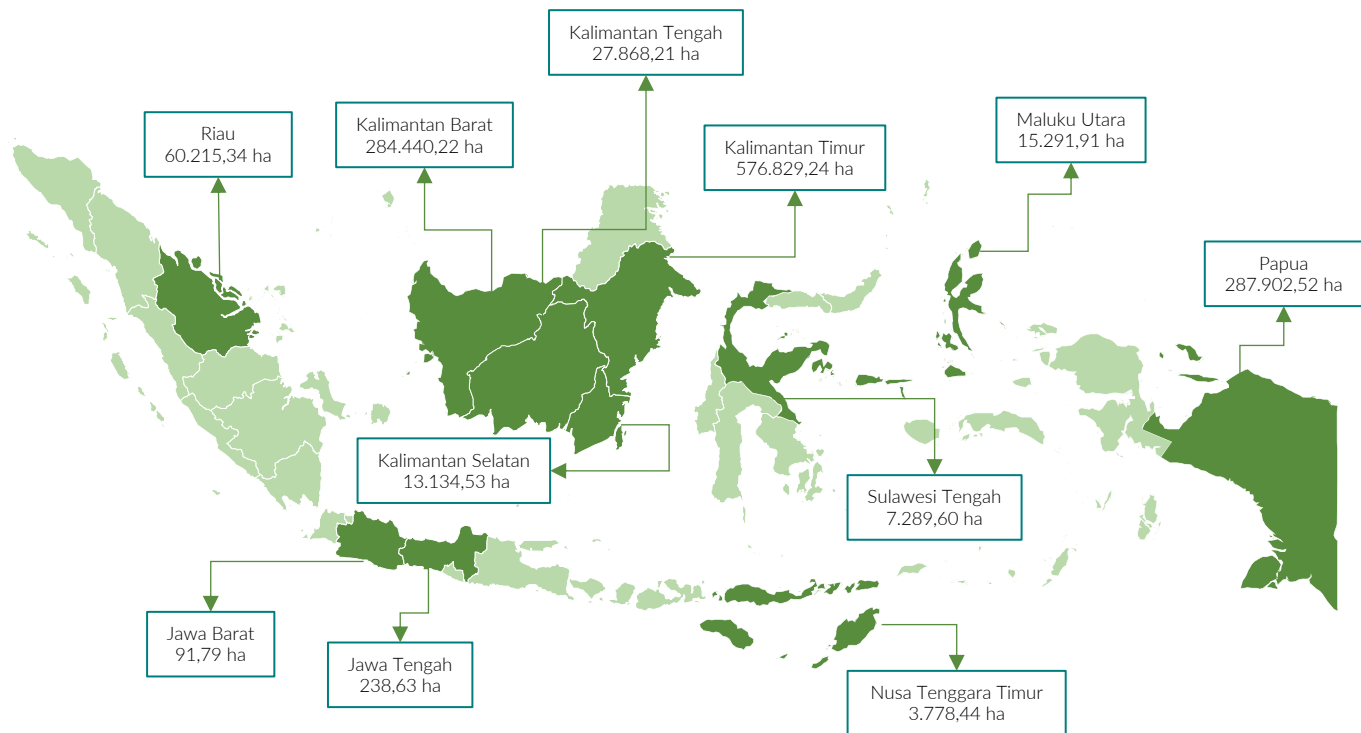 Kalimantan Tengah
27.868,21 ha
Riau
60.215,34 ha
Kalimantan Barat
284.440,22 ha
Kalimantan Timur
576.829,24 ha
Maluku Utara
15.291,91 ha
Papua
287.902,52 ha
Kalimantan Selatan
13.134,53 ha
Sulawesi Tengah
7.289,60 ha
Jawa Barat
91,79 ha
Jawa Tengah
238,63 ha
Nusa Tenggara Timur
3.778,44 ha